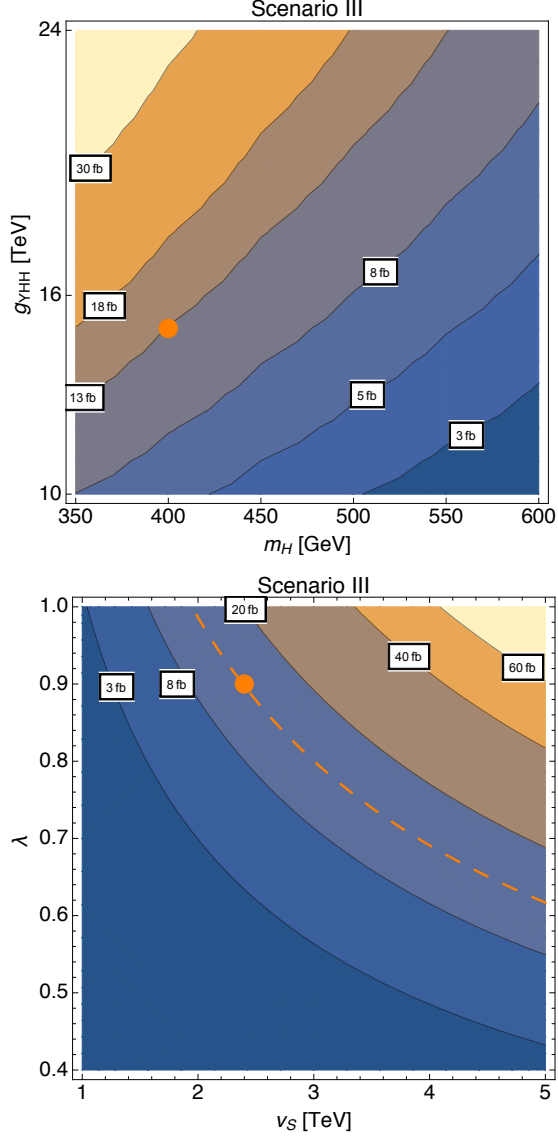 Scenario III
24
30 fb
g_YHH [TeV]
8 fb
16
18 fb
13 fb
5 fb
3 fb
10
350 400 450 500 550 600
m_H [GeV]
Scenario III
1.0
20 fb
40 fb
60 fb
0.9
3 fb
8 fb
0.8
λ
0.7
0.6
0.5
0.4
1 2 3 4 5
v_S [TeV]